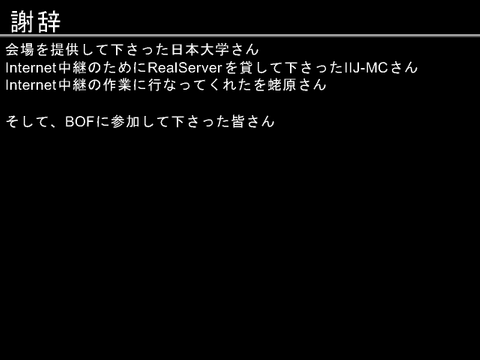 謝辞
会場を提供して下さった日本大学さん
Internet中継のためにRealServerを貸して下さったIIJ-MCさん
Internet中継の作業に行なってくれたを蛯原さん
そして、BOFに参加して下さった皆さん